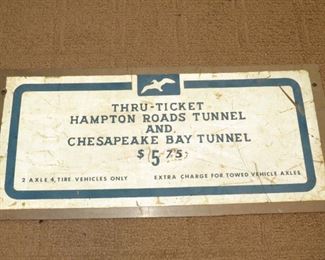 THRU-TICKET
HAMPTON ROADS TUNNEL
AND
CHESAPEAKE BAY TUNNEL
$5.75
2 AXLE 4, TIRE VEHICLES ONLY EXTRA CHARGE FOR TOWED VEHICLE AXLES